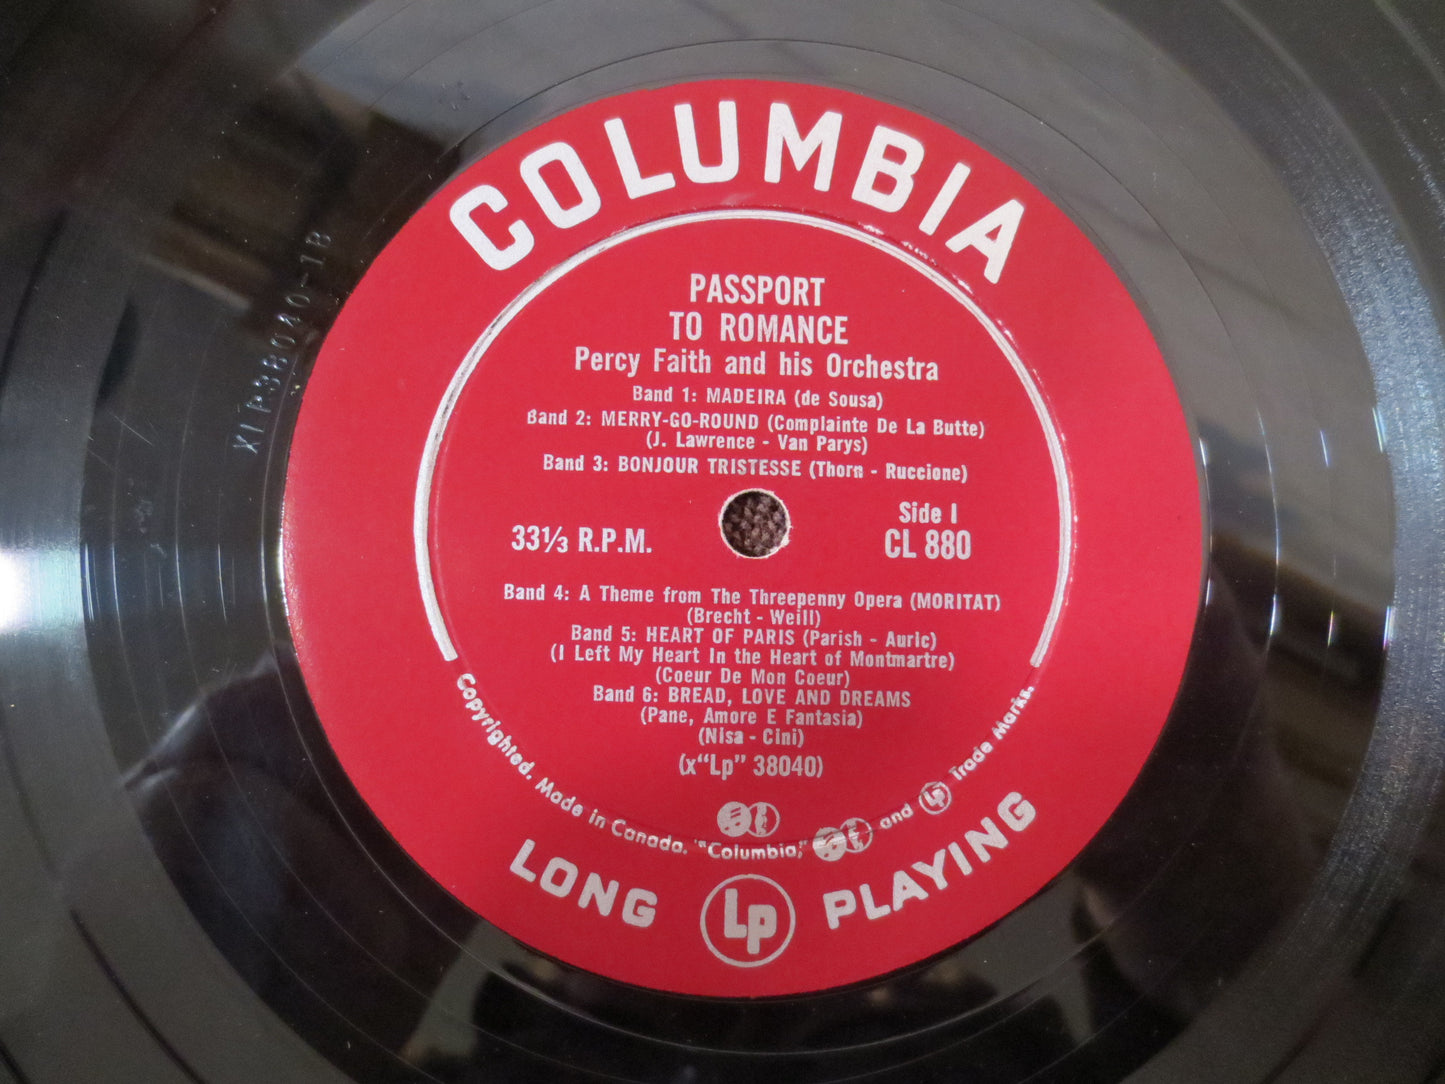 COLUMBIA
PASSPORT
TO ROMANCE
Percy Faith and his Orchestra
Band 1: MADEIRA (de Sousa)
Band 2: MERRY-GO-ROUND (Complainte De La Butte)
(J. Lawrence - Van Parys)
Band 3: BONJOUR TRISTESSE (Thorn - Ruccione)
33⅓ R.P.M.
Side I
CL 880
Band 4: A Theme from The Threepenny Opera (MORITAT)
(Brecht - Weill)
Band 5: HEART OF PARIS (Parish - Auric)
(I Left My Heart In the Heart of Montmartre)
(Coeur De Mon Coeur)
Band 6: BREAD, LOVE AND DREAMS
(Pane, Amore E Fantasia)
(Nisa - Cini)
(x“Lp” 38040)
Copyrighted. Made in Canada. "Columbia," and Lp Trade Marks.
LONG Lp PLAYING
XLP38040-1B